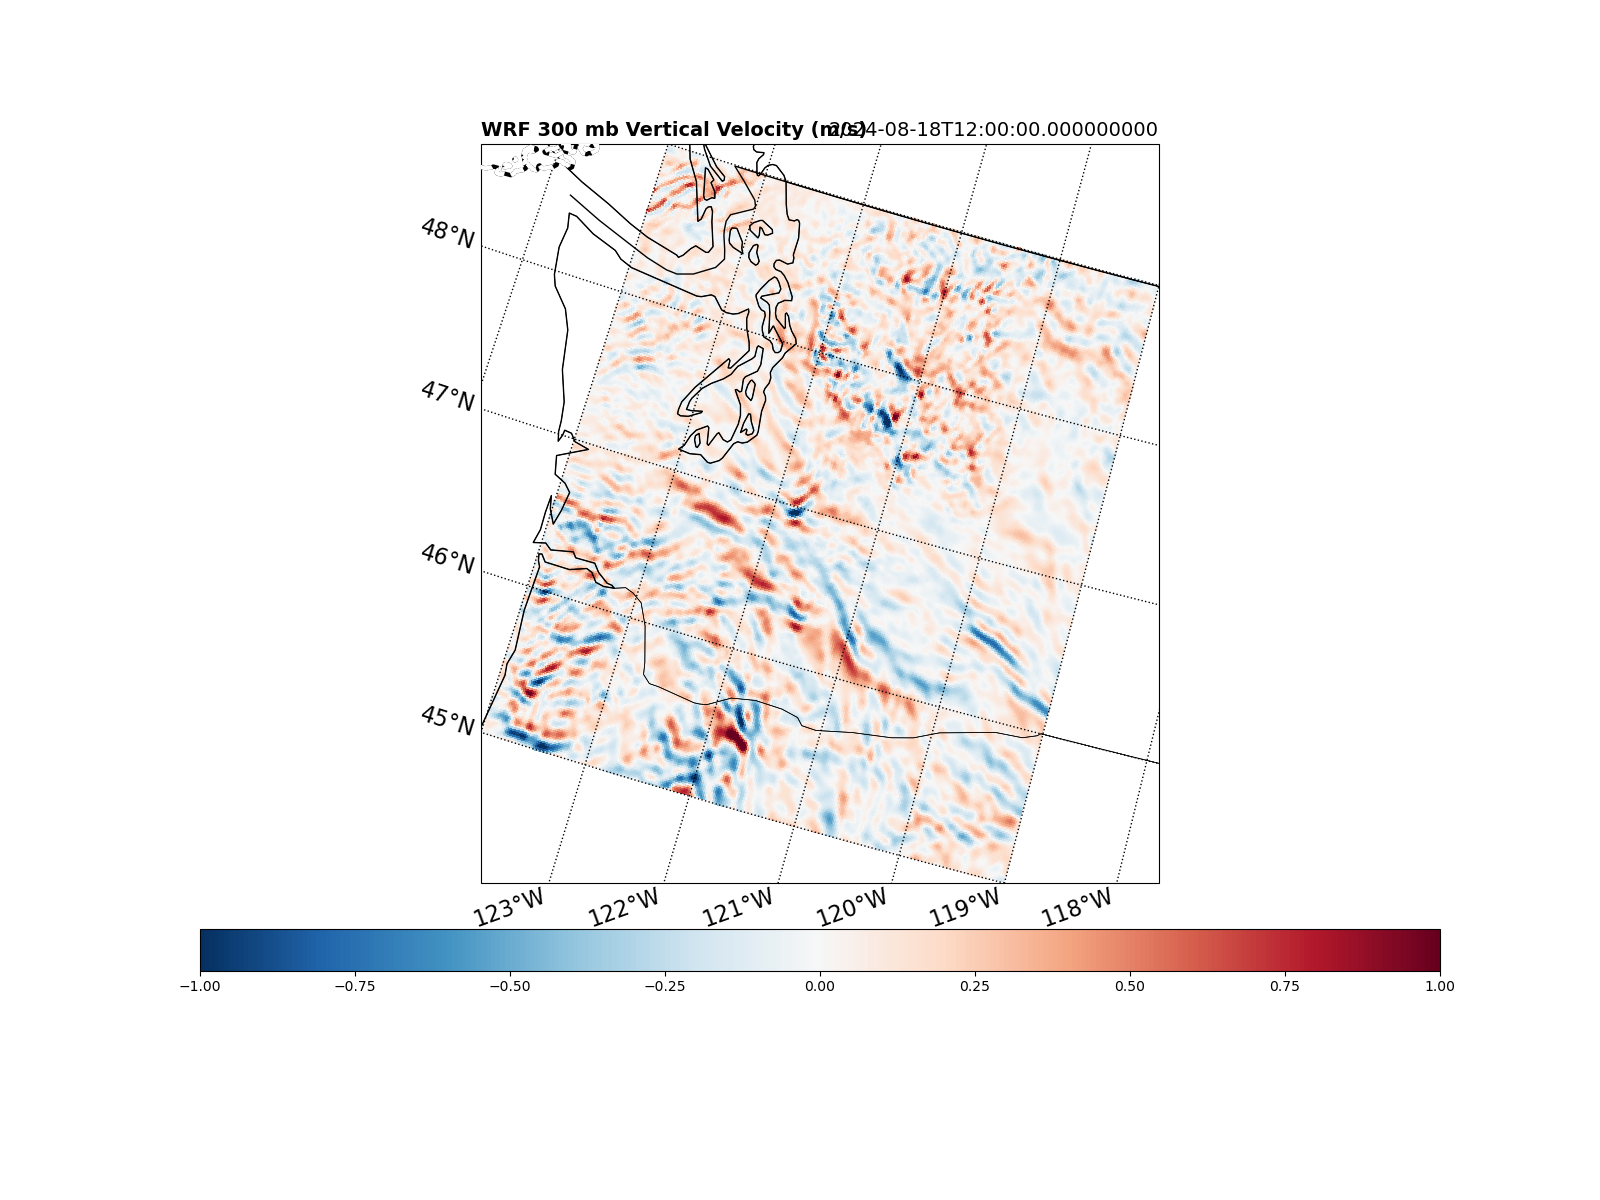 WRF 300 mb Vertical Velocity (m/s)
2024-08-18T12:00:00.000000000
48°N
47°N
46°N
45°N
123°W 122°W 121°W 120°W 119°W 118°W
−1.00 −0.75 −0.50 −0.25 0.00 0.25 0.50 0.75 1.00